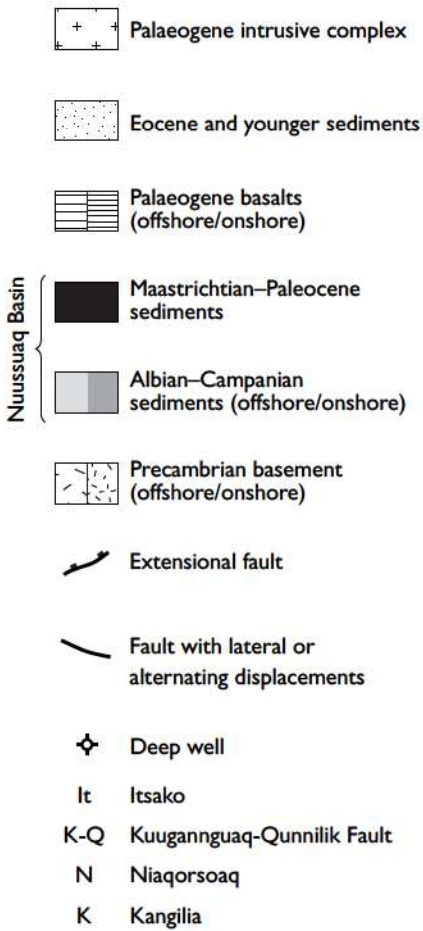 Palaeogene intrusive complex
Eocene and younger sediments
Palaeogene basalts
(offshore/onshore)
Nuussuaq Basin
Maastrichtian–Paleocene
sediments
Albian–Campanian
sediments (offshore/onshore)
Precambrian basement
(offshore/onshore)
Extensional fault
Fault with lateral or
alternating displacements
Deep well
It Itsako
K-Q Kuugannguaq-Qunnilik Fault
N Niaqorsoaq
K Kangilia